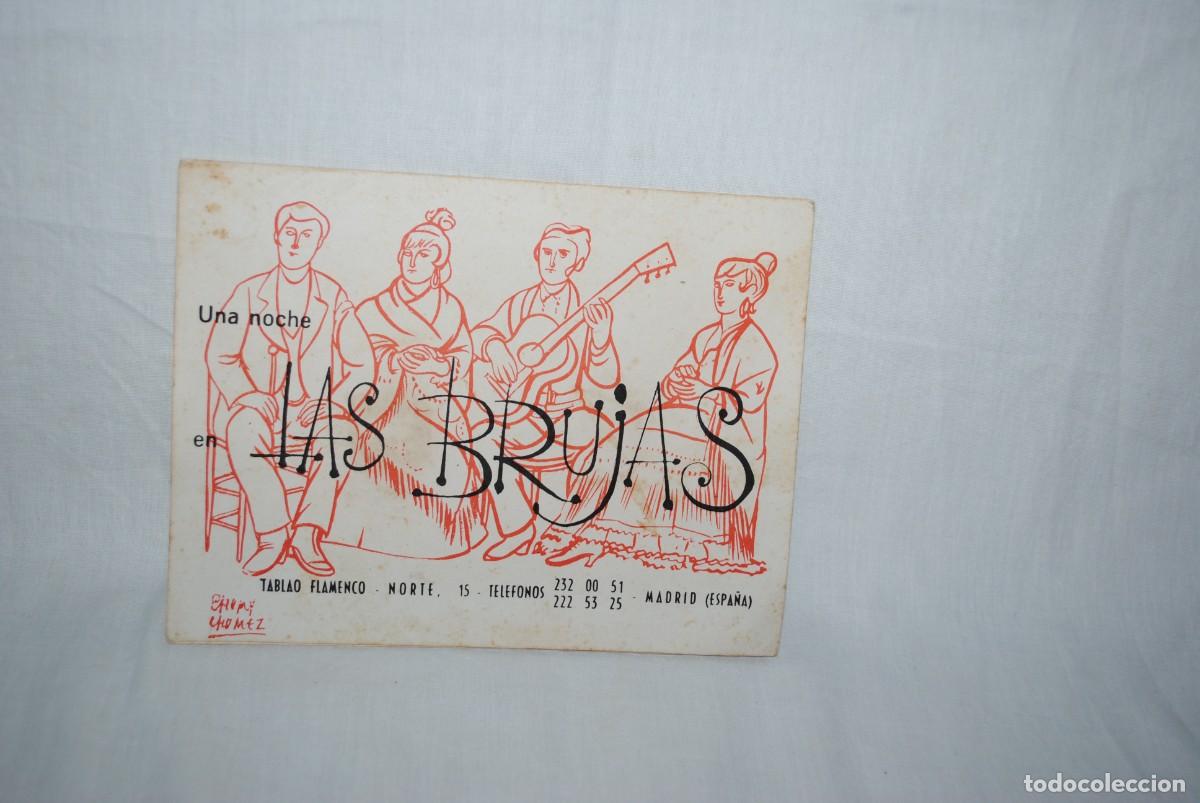 Una noche
en LAS BRUJAS
TABLAO FLAMENCO - NORTE, 15 - TELEFONOS 232 00 51
222 53 25 - MADRID (ESPAÑA)
todocoleccion